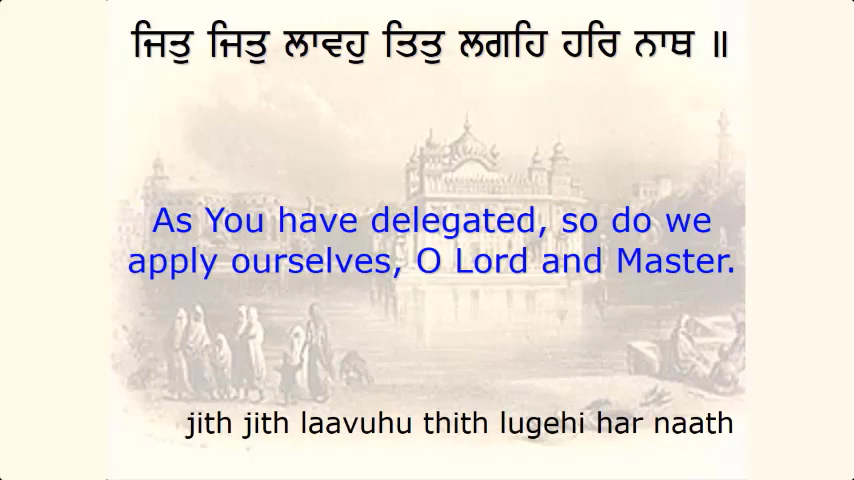 ਜਿਤੁ ਜਿਤੁ ਲਾਵਹੁ ਤਿਤੁ ਲਗਹਿ ਹਰਿ ਨਾਥ ॥
As You have delegated, so do we
apply ourselves, O Lord and Master.
jith jith laavuhu thith lugehi har naath